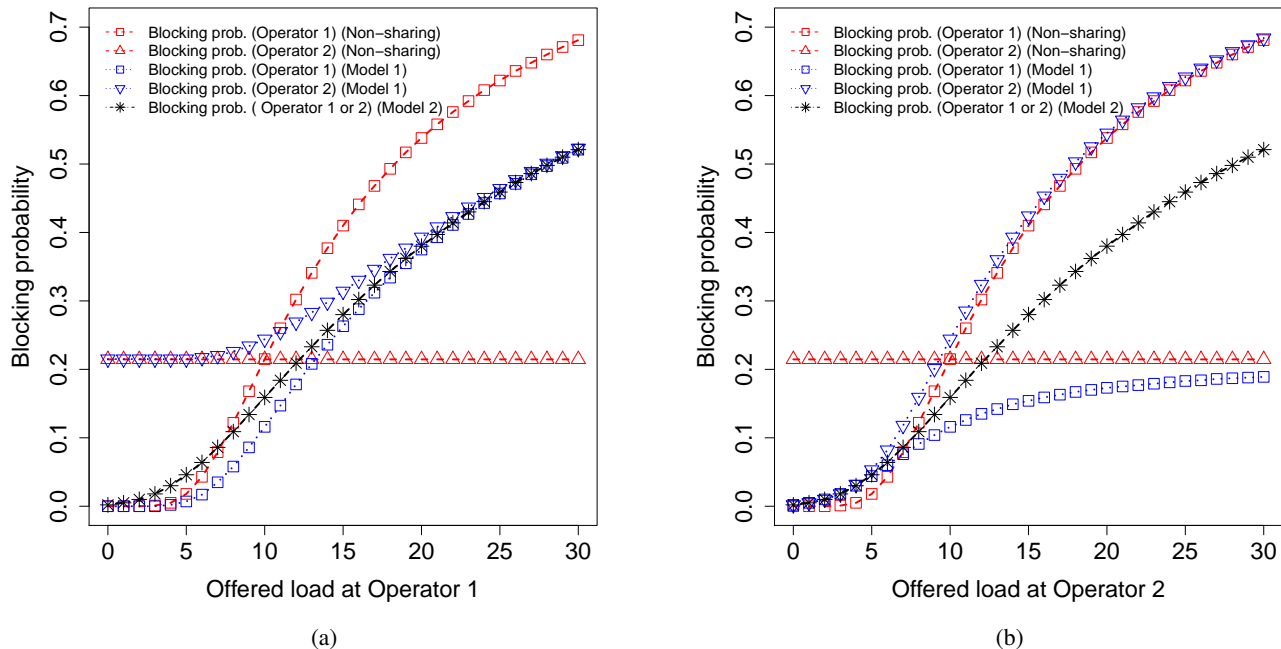 Blocking prob. (Operator 1) (Non−sharing)
Blocking prob. (Operator 2) (Non−sharing)
Blocking prob. (Operator 1) (Model 1)
Blocking prob. (Operator 2) (Model 1)
Blocking prob. ( Operator 1 or 2) (Model 2)
Blocking probability
0.7
0.6
0.5
0.4
0.3
0.2
0.1
0.0
0 5 10 15 20 25 30
Offered load at Operator 1
(a)
Blocking prob. (Operator 1) (Non−sharing)
Blocking prob. (Operator 2) (Non−sharing)
Blocking prob. (Operator 1) (Model 1)
Blocking prob. (Operator 2) (Model 1)
Blocking prob. (Operator 1 or 2) (Model 2)
Blocking probability
0.7
0.6
0.5
0.4
0.3
0.2
0.1
0.0
0 5 10 15 20 25 30
Offered load at Operator 2
(b)